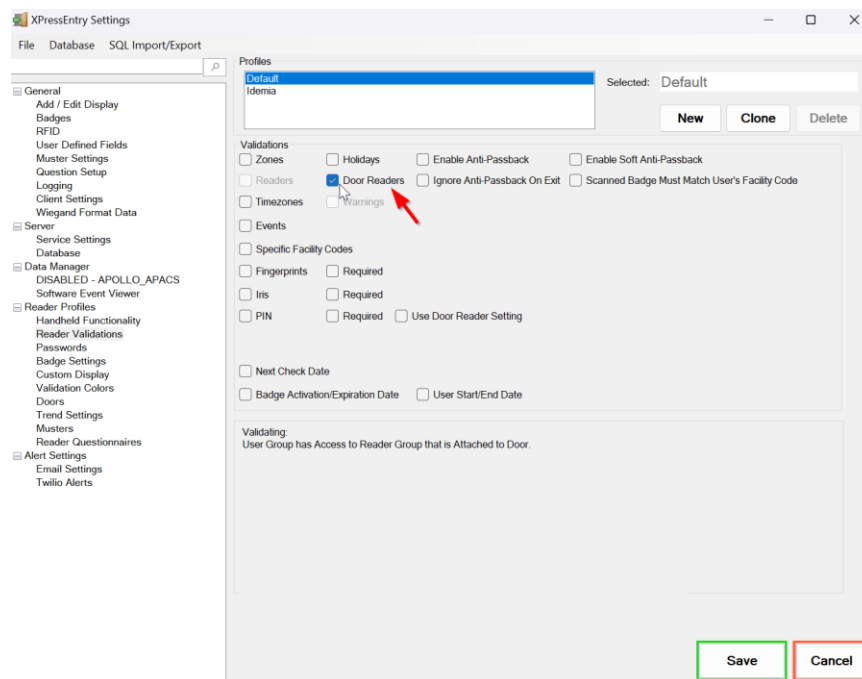 XPressEntry Settings
File Database SQL Import/Export
Profiles
Default
Idemia
Selected: Default
New Clone Delete
General
Add / Edit Display
Badges
RFID
User Defined Fields
Muster Settings
Question Setup
Logging
Client Settings
Wiegand Format Data
Server
Service Settings
Database
Data Manager
DISABLED - APOLLO_APACS
Software Event Viewer
Reader Profiles
Handheld Functionality
Reader Validations
Passwords
Badge Settings
Custom Display
Validation Colors
Doors
Trend Settings
Musters
Reader Questionnaires
Alert Settings
Email Settings
Twilio Alerts
Validations
Zones Holidays Enable Anti-Passback Enable Soft Anti-Passback
Readers Door Readers Ignore Anti-Passback On Exit Scanned Badge Must Match User's Facility Code
Timezones Warnings
Events
Specific Facility Codes
Fingerprints Required
Iris Required
PIN Required Use Door Reader Setting
Next Check Date
Badge Activation/Expiration Date User Start/End Date
Validating:
User Group has Access to Reader Group that is Attached to Door.
Save Cancel